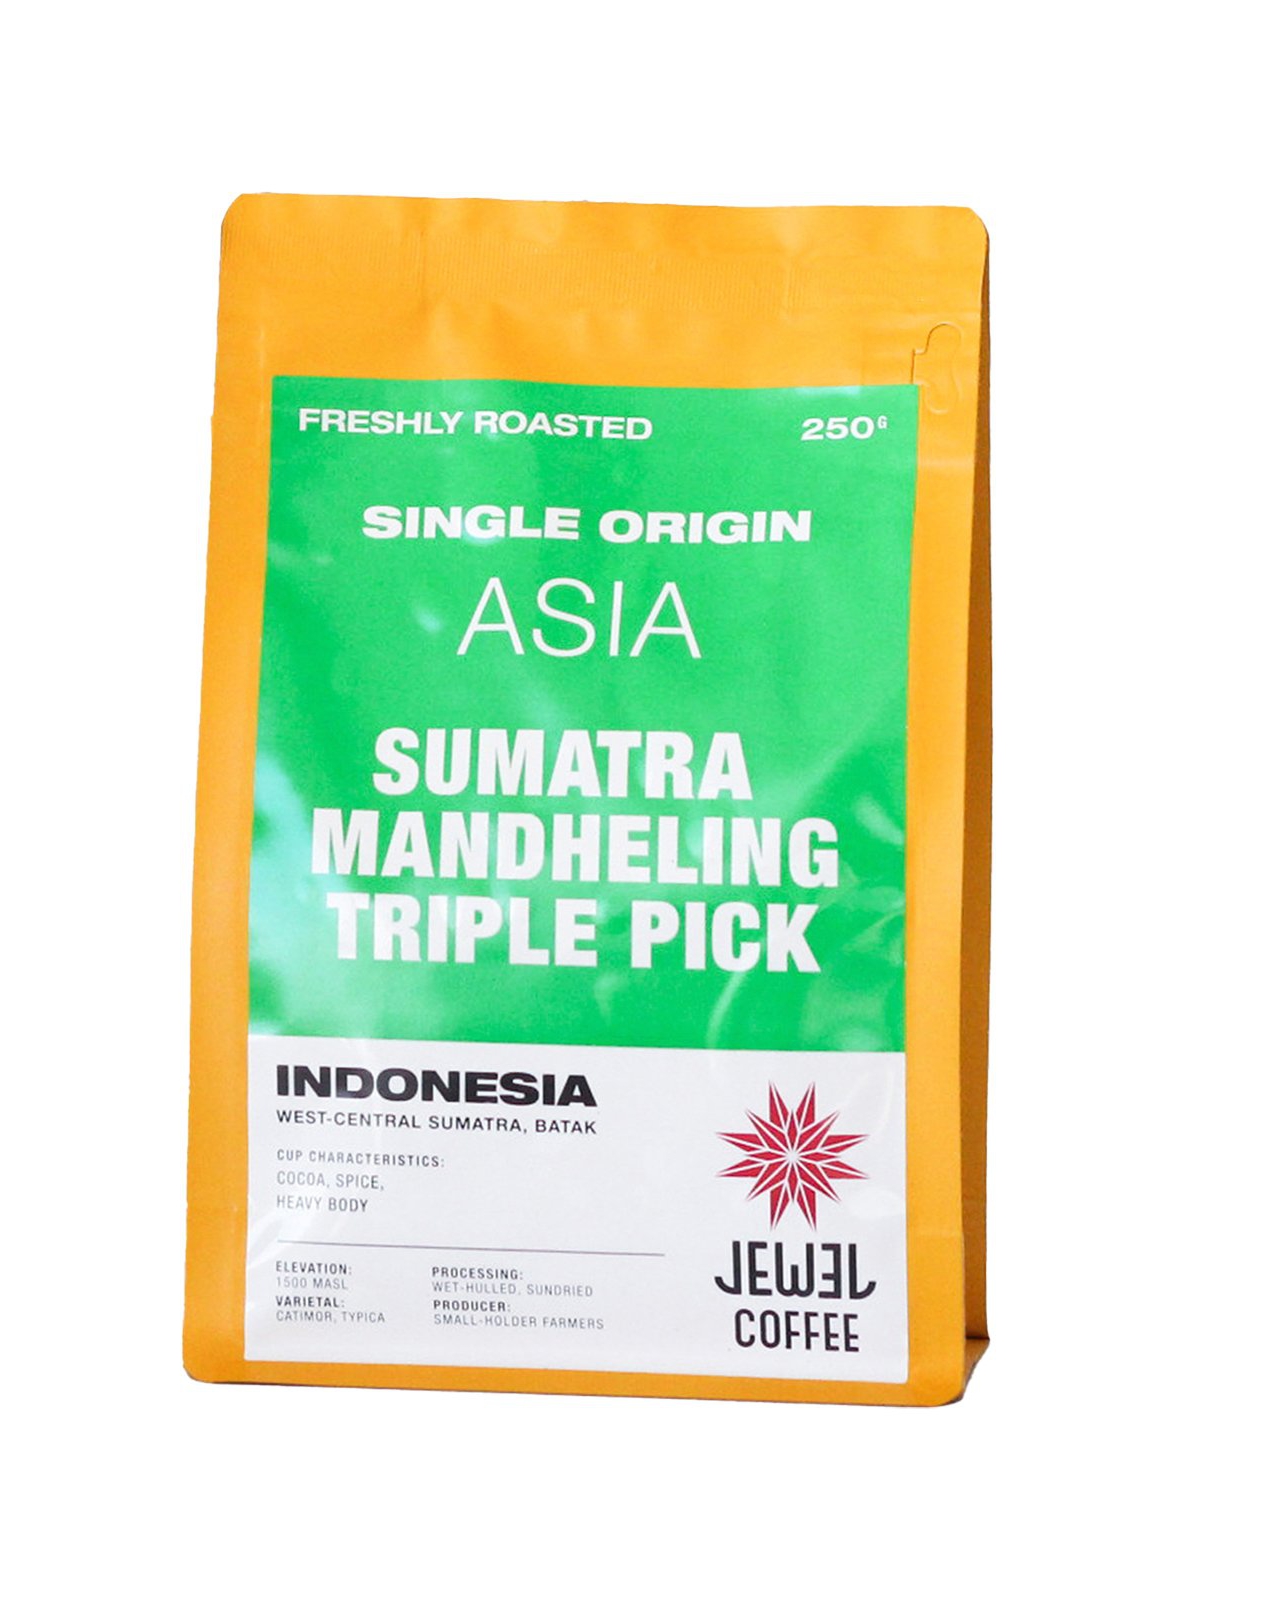 FRESHLY ROASTED 250G
SINGLE ORIGIN
ASIA
SUMATRA
MANDHELING
TRIPLE PICK
INDONESIA
WEST-CENTRAL SUMATRA, BATAK
CUP CHARACTERISTICS:
COCOA, SPICE,
HEAVY BODY
ELEVATION:
1500 MASL
VARIETAL:
CATIMOR, TYPICA
PROCESSING:
WET-HULLED, SUNDRIED
PRODUCER:
SMALL-HOLDER FARMERS
JEWEL
COFFEE